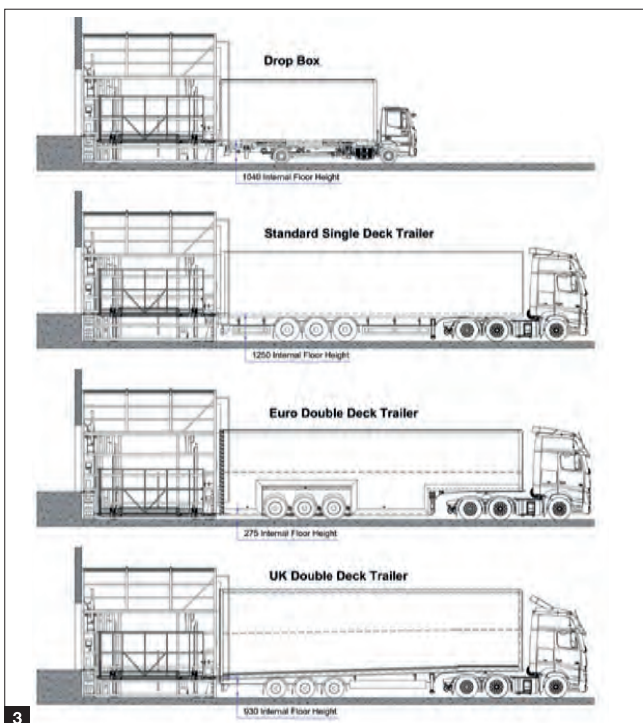 Drop Box
1040 Internal Floor Height
Standard Single Deck Trailer
1250 Internal Floor Height
Euro Double Deck Trailer
275 Internal Floor Height
UK Double Deck Trailer
930 Internal Floor Height
3